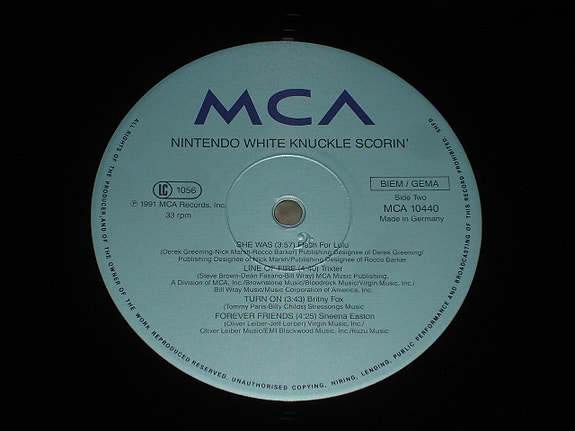 MCA
NINTENDO WHITE KNUCKLE SCORIN'
LC 1056
℗ 1991 MCA Records, Inc.
33 rpm
BIEM / GEMA
Side Two
MCA 10440
Made in Germany
SHE WAS (3:57) Flesh For Lulu
(Derek Greening-Nick Marsh-Rocco Barker) Publishing Designee of Derek Greening/
Publishing Designee of Nick Marsh/Publishing Designee of Rocco Barker
LINE OF FIRE (4:40) Trixter
(Steve Brown-Dean Fasano-Bill Wray) MCA Music Publishing,
A Division of MCA, Inc./Brownstone Music/Bloodrock Music/Virgin Music, Inc./
Bill Wray Music/Music Corporation of America, Inc.
TURN ON (3:43) Britny Fox
(Tommy Paris-Billy Childs) Stressongs Music
FOREVER FRIENDS (4:25) Sheena Easton
(Oliver Leiber-Jeff Lorber) Virgin Music, Inc./
Oliver Leiber Music/EMI Blackwood Music, Inc./Kuzu Music
ALL RIGHTS OF THE PRODUCER AND OF THE OWNER OF THE WORK REPRODUCED RESERVED. UNAUTHORISED COPYING, HIRING, LENDING, PUBLIC PERFORMANCE AND BROADCASTING OF THIS RECORD PROHIBITED.